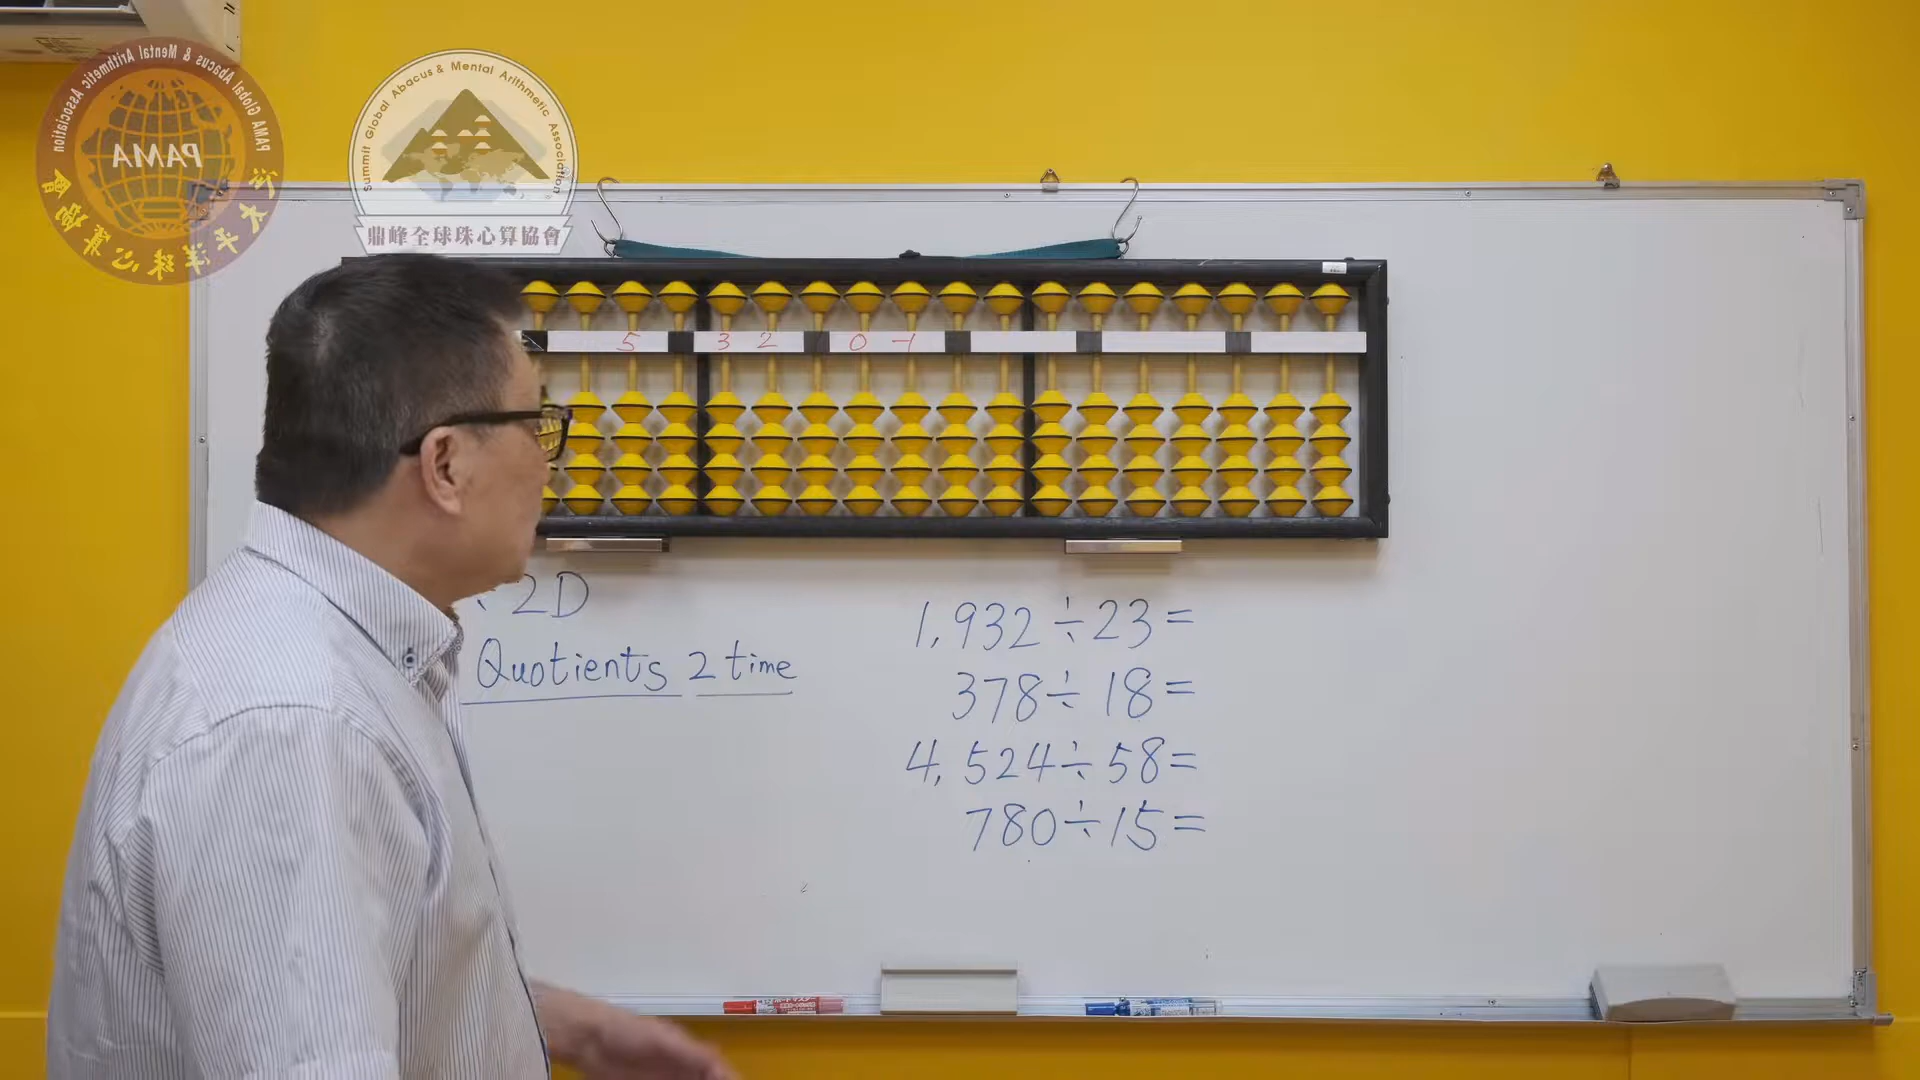 PAMA Global Abacus & Mental Arithmetic Association
PAMA
太平洋珠心算學會
Summit Global Abacus & Mental Arithmetic Association
鼎峰全球珠心算協會
5 3 2 0 -1
÷ 2D
Quotients 2 time
1,932÷23=
378÷18=
4,524÷58=
780÷15=